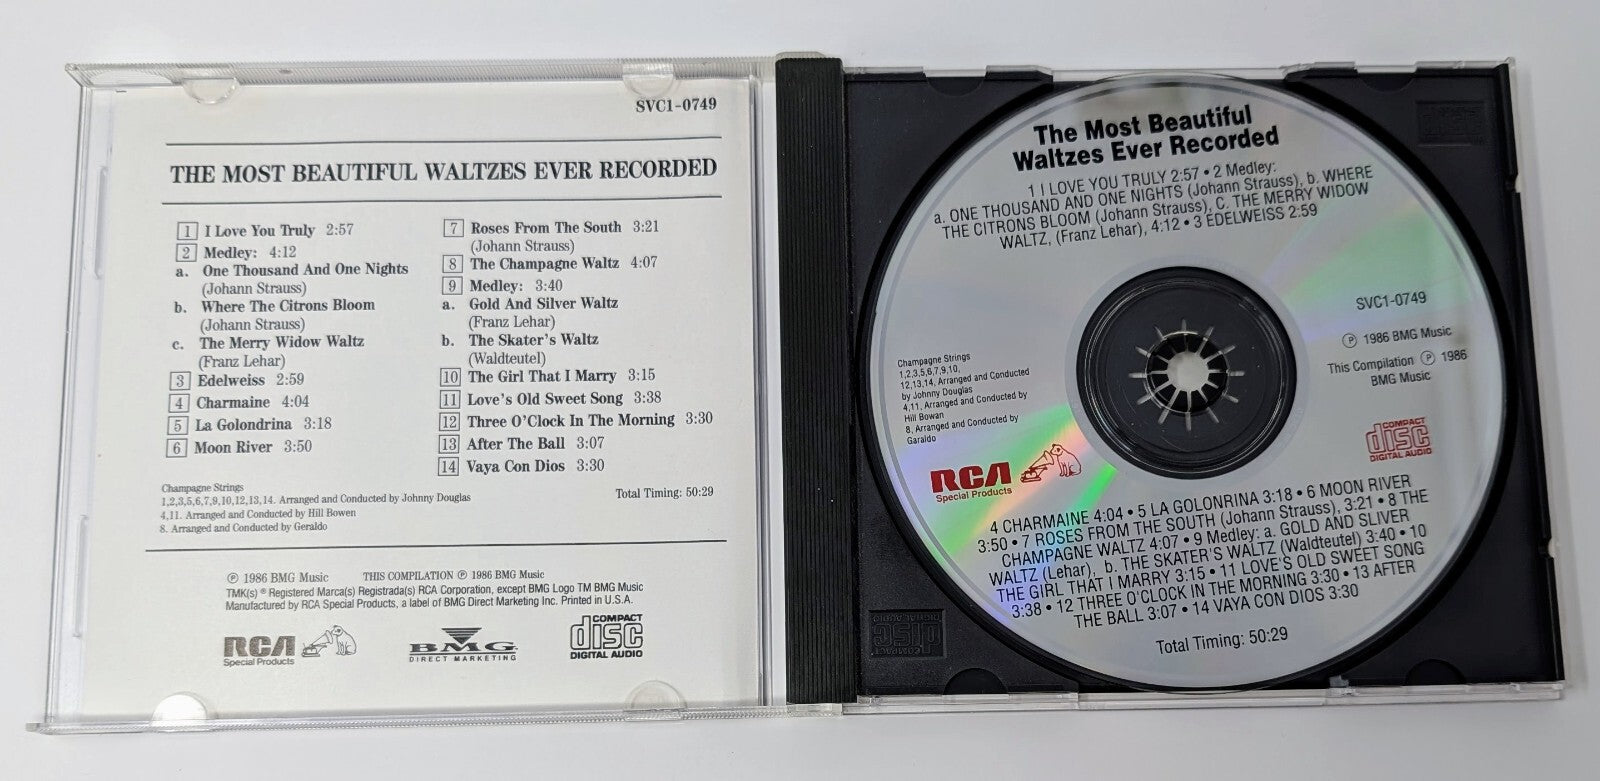 SVC1-0749
THE MOST BEAUTIFUL WALTZES EVER RECORDED
1 I Love You Truly 2:57
2 Medley: 4:12
a. One Thousand And One Nights
(Johann Strauss)
b. Where The Citrons Bloom
(Johann Strauss)
c. The Merry Widow Waltz
(Franz Lehar)
3 Edelweiss 2:59
4 Charmaine 4:04
5 La Golondrina 3:18
6 Moon River 3:50
7 Roses From The South 3:21
(Johann Strauss)
8 The Champagne Waltz 4:07
9 Medley: 3:40
a. Gold And Silver Waltz
(Franz Lehar)
b. The Skater's Waltz
(Waldteutel)
10 The Girl That I Marry 3:15
11 Love's Old Sweet Song 3:38
12 Three O'Clock In The Morning 3:30
13 After The Ball 3:07
14 Vaya Con Dios 3:30
Champagne Strings
1,2,3,5,6,7,9,10,12,13,14. Arranged and Conducted by Johnny Douglas
4,11. Arranged and Conducted by Hill Bowen
8. Arranged and Conducted by Geraldo
Total Timing: 50:29
℗ 1986 BMG Music THIS COMPILATION ℗ 1986 BMG Music
TMK(s) ® Registered Marca(s) Registrada(s) RCA Corporation, except BMG Logo TM BMG Music
Manufactured by RCA Special Products, a label of BMG Direct Marketing Inc. Printed in U.S.A.
RCA
Special Products
BMG
DIRECT MARKETING
COMPACT
disc
DIGITAL AUDIO
The Most Beautiful
Waltzes Ever Recorded
1 I LOVE YOU TRULY 2:57 • 2 Medley:
a. ONE THOUSAND AND ONE NIGHTS (Johann Strauss), b. WHERE
THE CITRONS BLOOM (Johann Strauss), C. THE MERRY WIDOW
WALTZ, (Franz Lehar), 4:12 • 3 EDELWEISS 2:59
SVC1-0749
℗ 1986 BMG Music
This Compilation ℗ 1986
BMG Music
Champagne Strings
1,2,3,5,6,7,9,10,
12,13,14, Arranged and Conducted
by Johnny Douglas
4,11, Arranged and Conducted by
Hill Bowan
8, Arranged and Conducted by
Garaldo
RCA
Special Products
COMPACT
disc
DIGITAL AUDIO
4 CHARMAINE 4:04 • 5 LA GOLONRINA 3:18 • 6 MOON RIVER
3:50 • 7 ROSES FROM THE SOUTH (Johann Strauss), 3:21 • 8 THE
CHAMPAGNE WALTZ 4:07 • 9 Medley: a. GOLD AND SLIVER
WALTZ (Lehar), b. THE SKATER'S WALTZ (Waldteutel) 3:40 • 10
THE GIRL THAT I MARRY 3:15 • 11 LOVE'S OLD SWEET SONG
3:38 • 12 THREE O'CLOCK IN THE MORNING 3:30 • 13 AFTER
THE BALL 3:07 • 14 VAYA CON DIOS 3:30
Total Timing: 50:29
COMPACT
disc
DIGITAL AUDIO